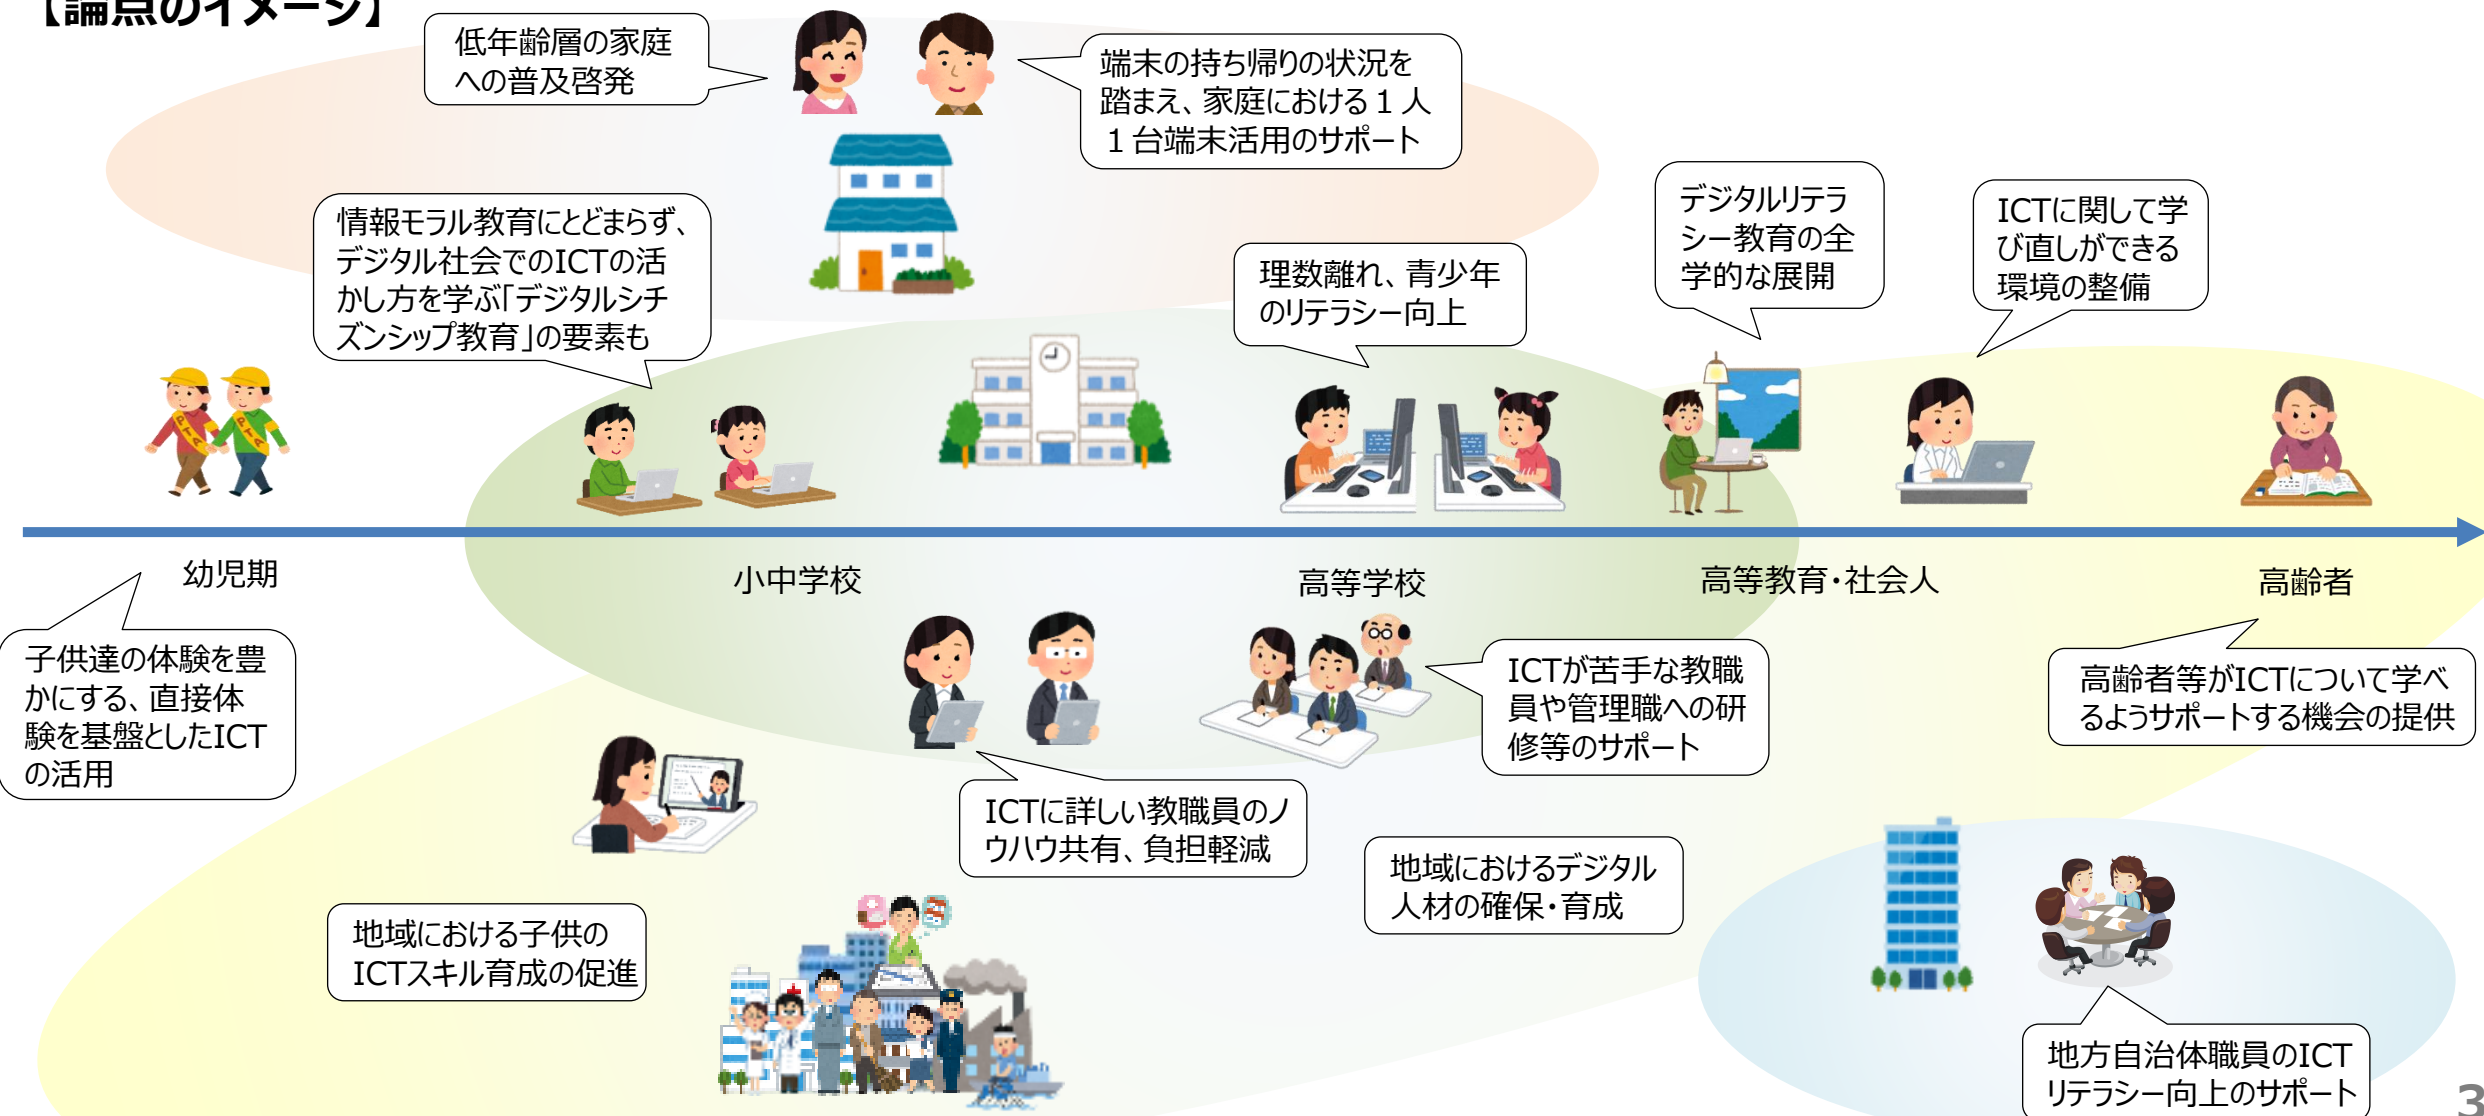 【論点のイメージ】
低年齢層の家庭
への普及啓発
端末の持ち帰りの状況を
踏まえ、家庭における１人
１台端末活用のサポート
情報モラル教育にとどまらず、
デジタル社会でのICTの活
かし方を学ぶ「デジタルシチ
ズンシップ教育」の要素も
理数離れ、青少年
のリテラシー向上
デジタルリテラ
シー教育の全
学的な展開
ICTに関して学
び直しができる
環境の整備
PTA
PTA
幼児期
小中学校
高等学校
高等教育・社会人
高齢者
子供達の体験を豊
かにする、直接体
験を基盤としたICT
の活用
ICTが苦手な教職
員や管理職への研
修等のサポート
高齢者等がICTについて学べ
るようサポートする機会の提供
ICTに詳しい教職員のノ
ウハウ共有、負担軽減
地域におけるデジタル
人材の確保・育成
地域における子供の
ICTスキル育成の促進
地方自治体職員のICT
リテラシー向上のサポート
3